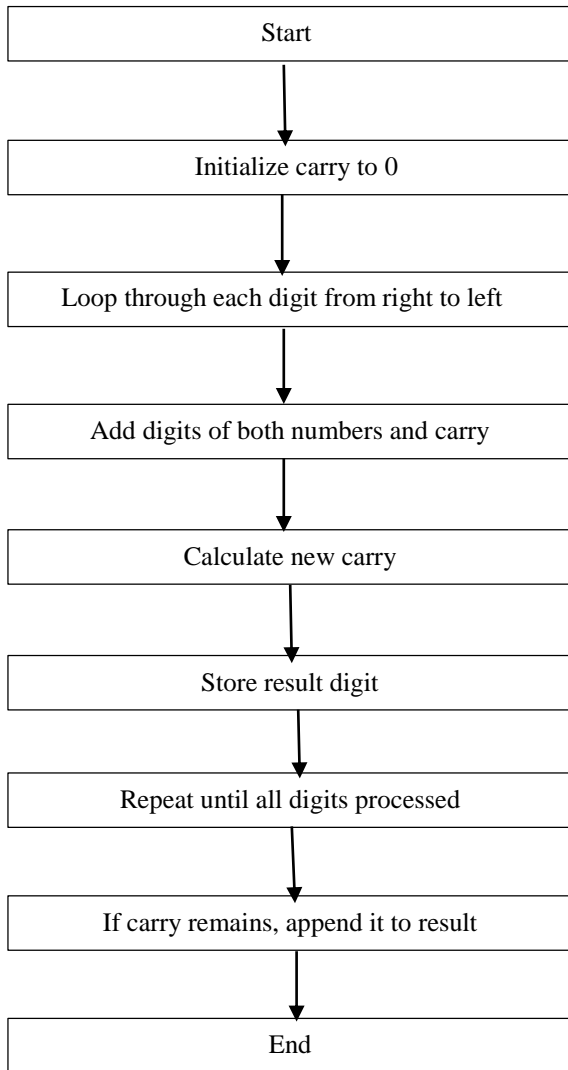 Start
Initialize carry to 0
Loop through each digit from right to left
Add digits of both numbers and carry
Calculate new carry
Store result digit
Repeat until all digits processed
If carry remains, append it to result
End